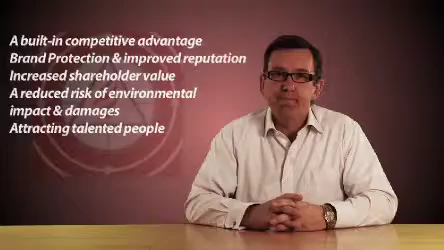 A built-in competitive advantage
Brand Protection & improved reputation
Increased shareholder value
A reduced risk of environmental
impact & damages
Attracting talented people